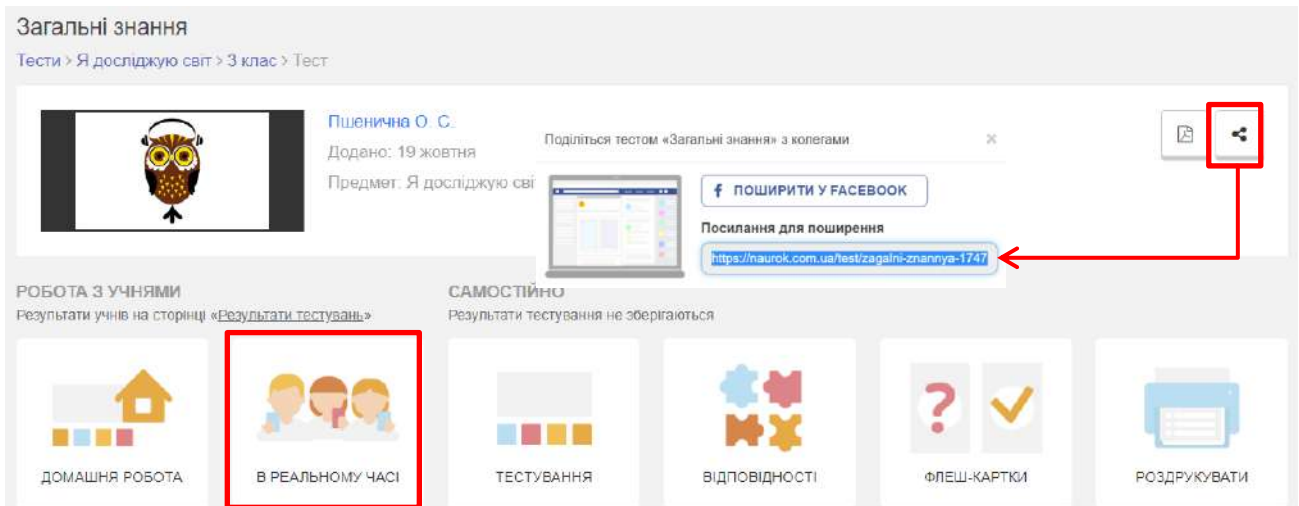 Загальні знання
Тести > Я досліджую світ > 3 клас > Тест
Пшенична О. С.
Додано: 19 жовтня
Предмет: Я досліджую сві
Поділіться тестом «Загальні знання» з колегами
×
f ПОШИРИТИ У FACEBOOK
Посилання для поширення
https://naurok.com.ua/test/zagalni-znannya-1747
РОБОТА З УЧНЯМИ
Результати учнів на сторінці «Результати тестувань»
САМОСТІЙНО
Результати тестування не зберігаються
ДОМАШНЯ РОБОТА
В РЕАЛЬНОМУ ЧАСІ
ТЕСТУВАННЯ
ВІДПОВІДНОСТІ
ФЛЕШ-КАРТКИ
РОЗДРУКУВАТИ